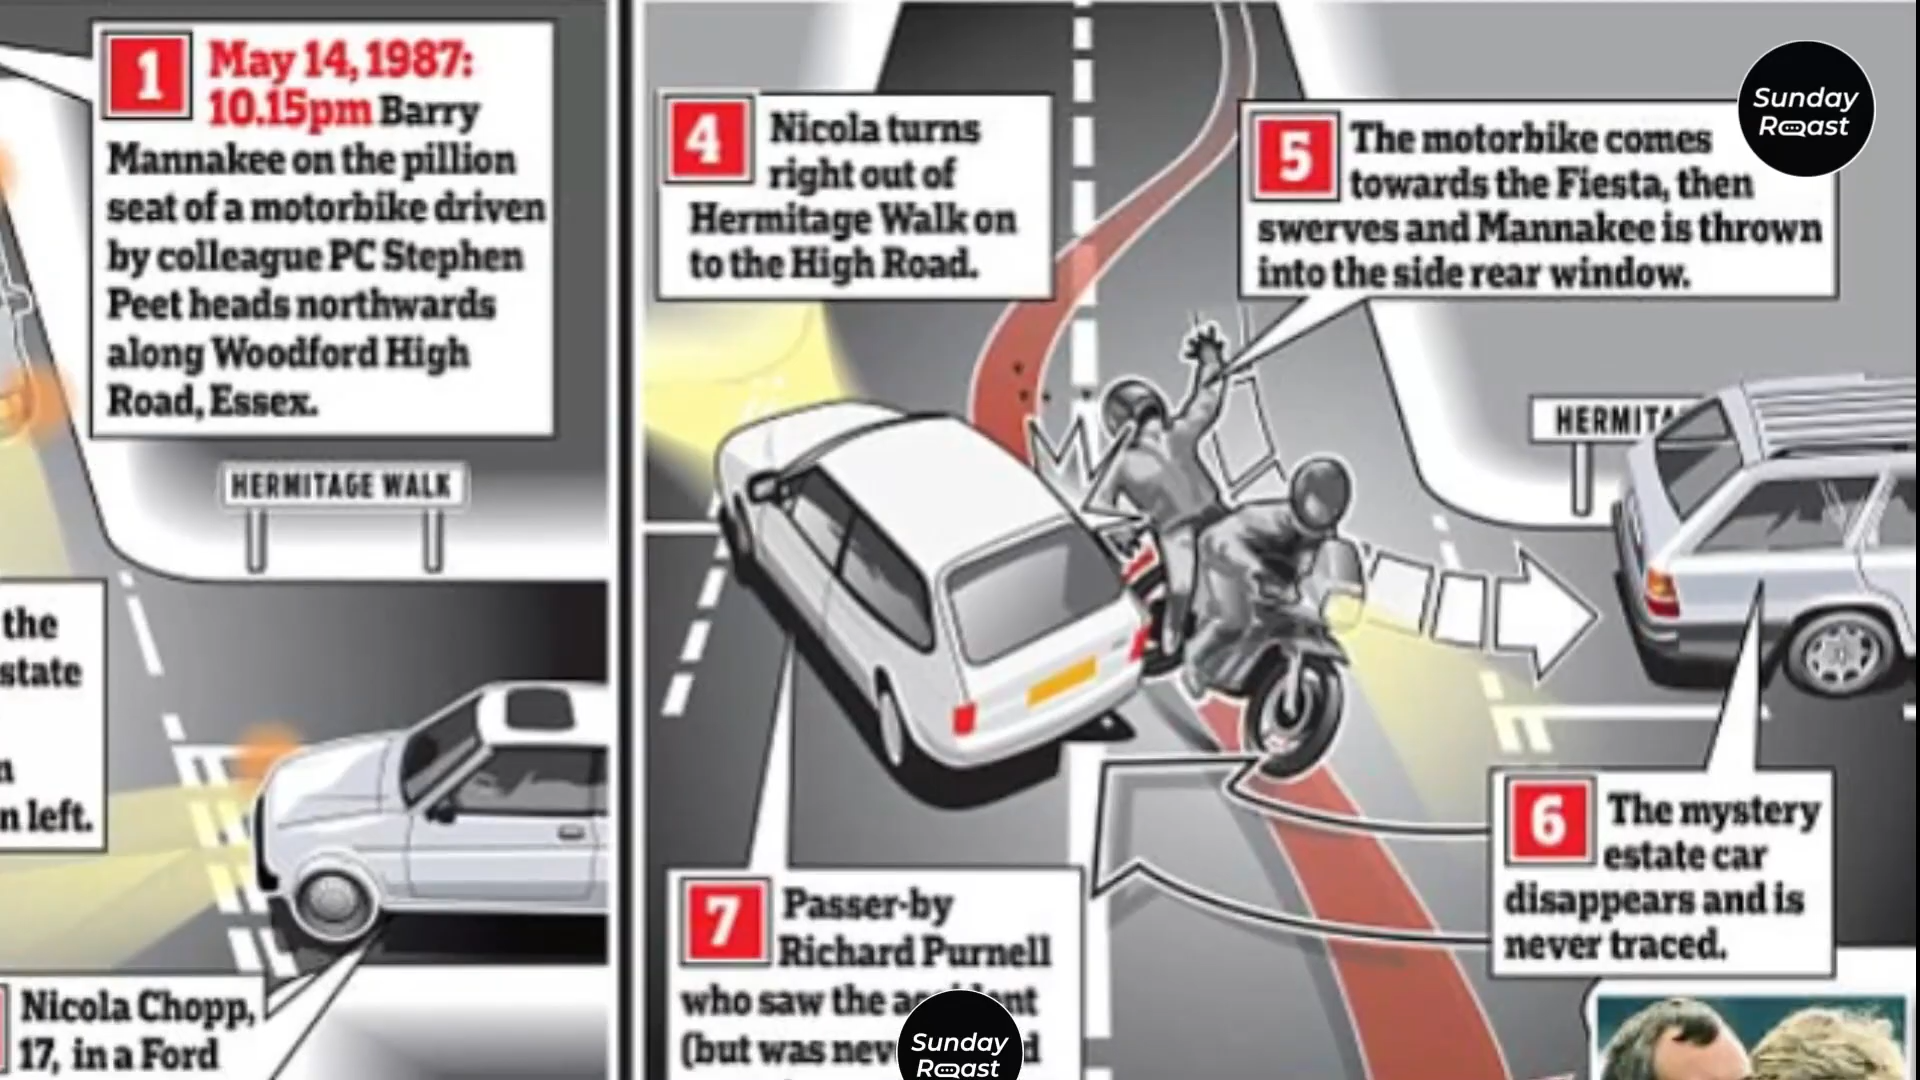 1 May 14, 1987:
10.15pm Barry
Mannakee on the pillion
seat of a motorbike driven
by colleague PC Stephen
Peet heads northwards
along Woodford High
Road, Essex.
HERMITAGE WALK
the
state
n left.
Nicola Chopp,
17, in a Ford
4 Nicola turns
right out of
Hermitage Walk on
to the High Road.
5 The motorbike comes
towards the Fiesta, then
swerves and Mannakee is thrown
into the side rear window.
Sunday
Roast
HERMITA
6 The mystery
estate car
disappears and is
never traced.
7 Passer-by
Richard Purnell
who saw the
(but was
Sunday
Roast